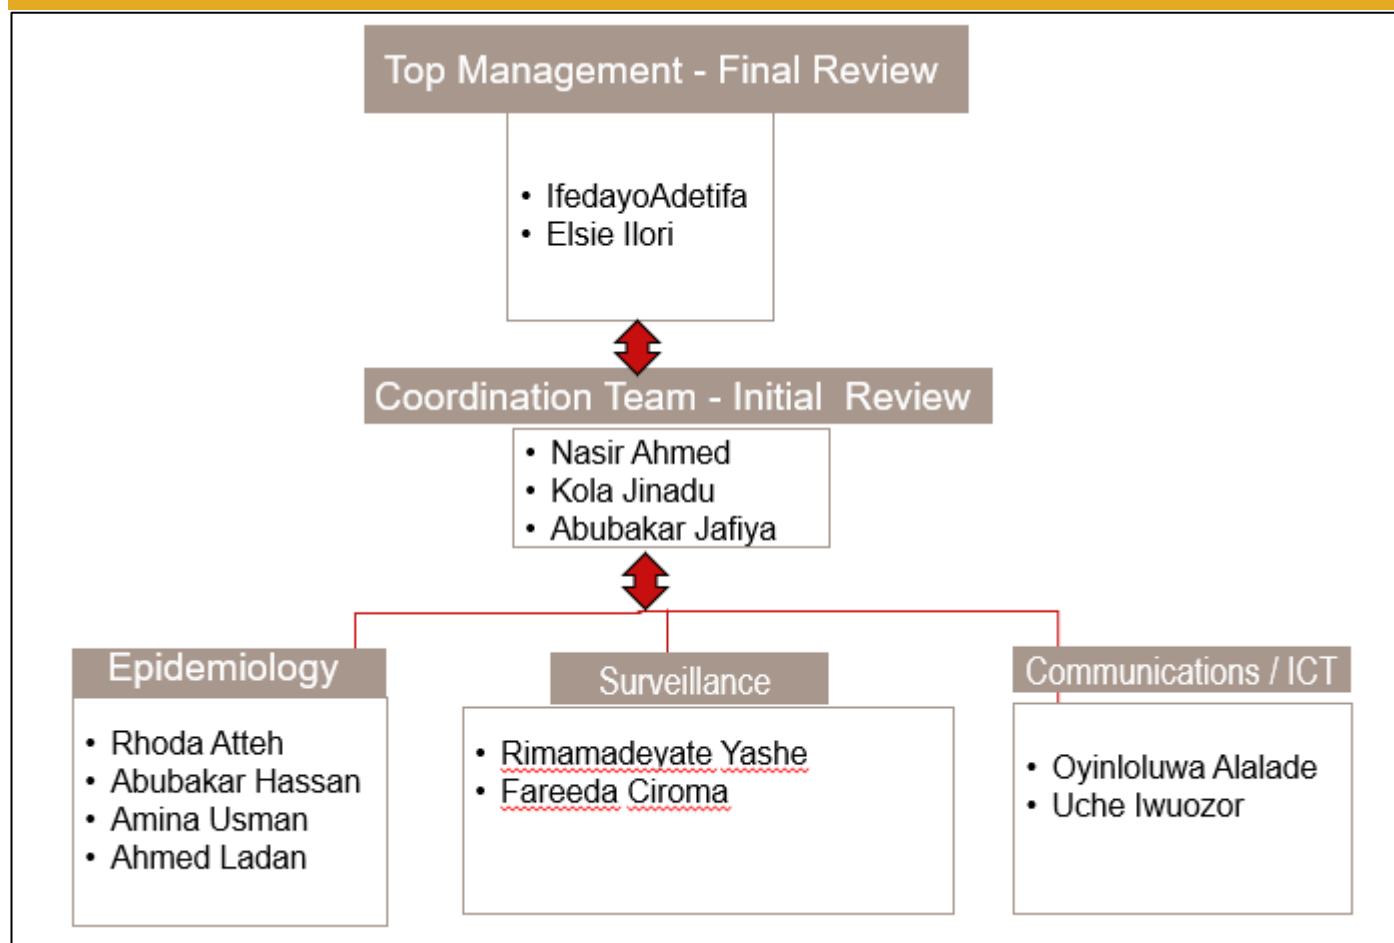 Top Management - Final Review
• IfedayoAdetifa
• Elsie Ilori
Coordination Team - Initial  Review
• Nasir Ahmed
• Kola Jinadu
• Abubakar Jafiya
Epidemiology
• Rhoda Atteh
• Abubakar Hassan
• Amina Usman
• Ahmed Ladan
Surveillance
• Rimamadeyate Yashe
• Fareeda Ciroma
Communications / ICT
• Oyinloluwa Alalade
• Uche Iwuozor